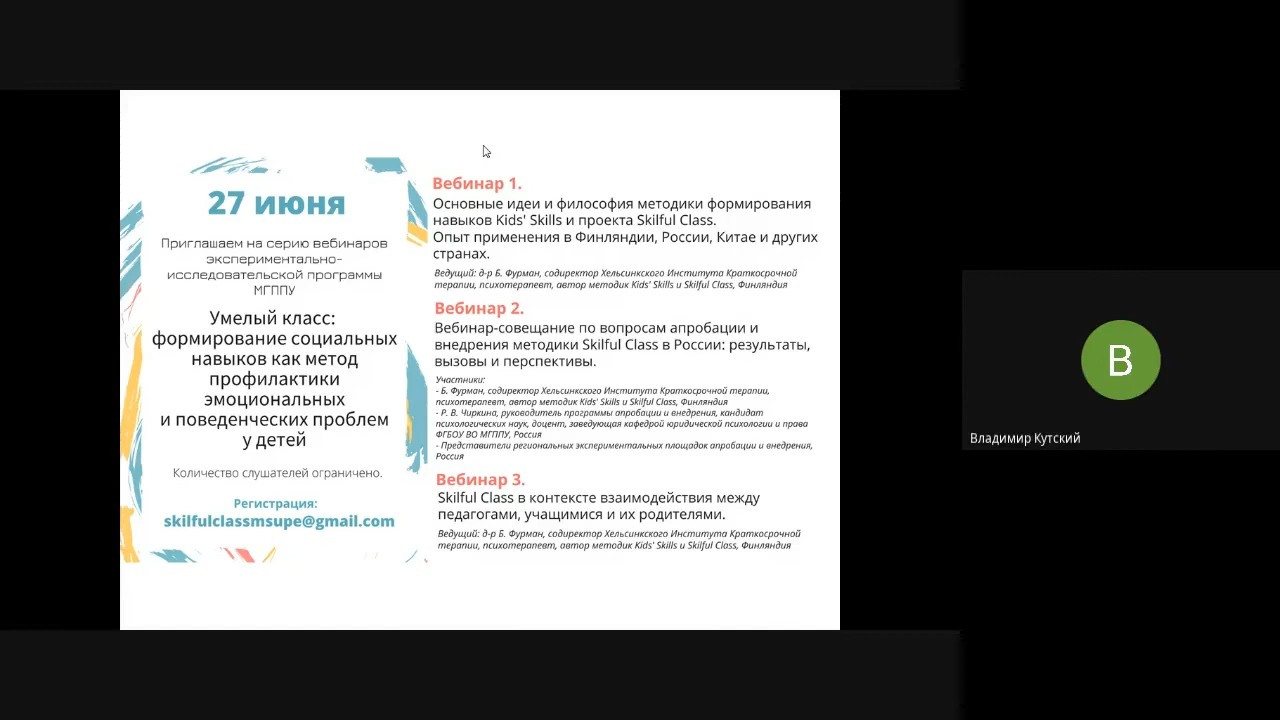 27 июня
Приглашаем на серию вебинаров
экспериментально-
исследовательской программы
МГППУ
Умелый класс:
формирование социальных
навыков как метод
профилактики
эмоциональных
и поведенческих проблем
у детей
Количество слушателей ограничено.
Регистрация:
skilfulclassmsupe@gmail.com
Вебинар 1.
Основные идеи и философия методики формирования
навыков Kids' Skills и проекта Skilful Class.
Опыт применения в Финляндии, России, Китае и других
странах.
Ведущий: д-р Б. Фурман, содиректор Хельсинкского Института Краткосрочной
терапии, психотерапевт, автор методик Kids' Skills и Skilful Class, Финляндия
Вебинар 2.
Вебинар-совещание по вопросам апробации и
внедрения методики Skilful Class в России: результаты,
вызовы и перспективы.
Участники:
- Б. Фурман, содиректор Хельсинкского Института Краткосрочной терапии,
психотерапевт, автор методик Kids' Skills и Skilful Class, Финляндия
- Р. В. Чиркина, руководитель программы апробации и внедрения, кандидат
психологических наук, доцент, заведующая кафедрой юридической психологии и права
ФГБОУ ВО МГППУ, Россия
- Представители региональных экспериментальных площадок апробации и внедрения,
Россия
Вебинар 3.
Skilful Class в контексте взаимодействия между
педагогами, учащимися и их родителями.
Ведущий: д-р Б. Фурман, содиректор Хельсинкского Института Краткосрочной
терапии, психотерапевт, автор методик Kids' Skills и Skilful Class, Финляндия
В
Владимир Кутский